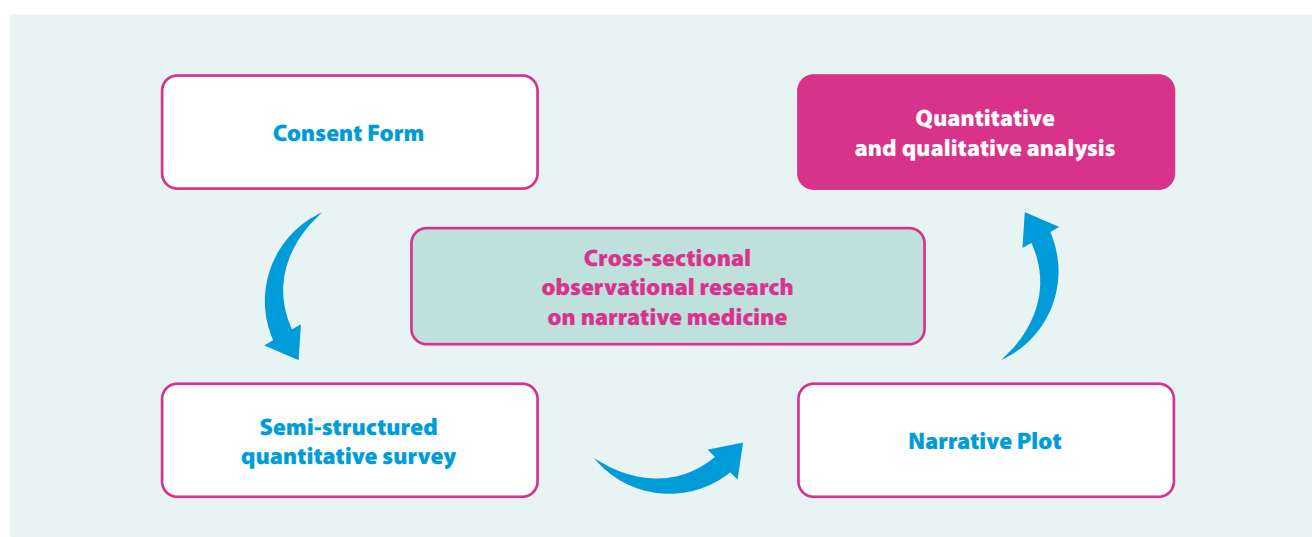 Consent Form
Quantitative
and qualitative analysis
Cross-sectional
observational research
on narrative medicine
Semi-structured
quantitative survey
Narrative Plot